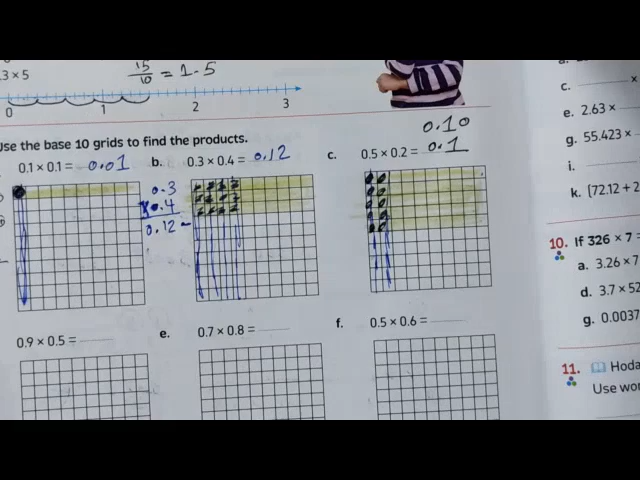 .3 × 5
15/10 = 1.5
0 1 2 3
Use the base 10 grids to find the products.
0.1 × 0.1 = 0.01
b. 0.3 × 0.4 = 0.12
0.10
c. 0.5 × 0.2 = 0.1
0.3
× 0.4
0.12
0.9 × 0.5 =
e. 0.7 × 0.8 =
f. 0.5 × 0.6 =
c. ×
e. 2.63 ×
g. 55.423 ×
i.
k. (72.12 + 2
10. If 326 × 7 =
a. 3.26 × 7
d. 3.7 × 52
g. 0.0037
11. Hoda
Use wor